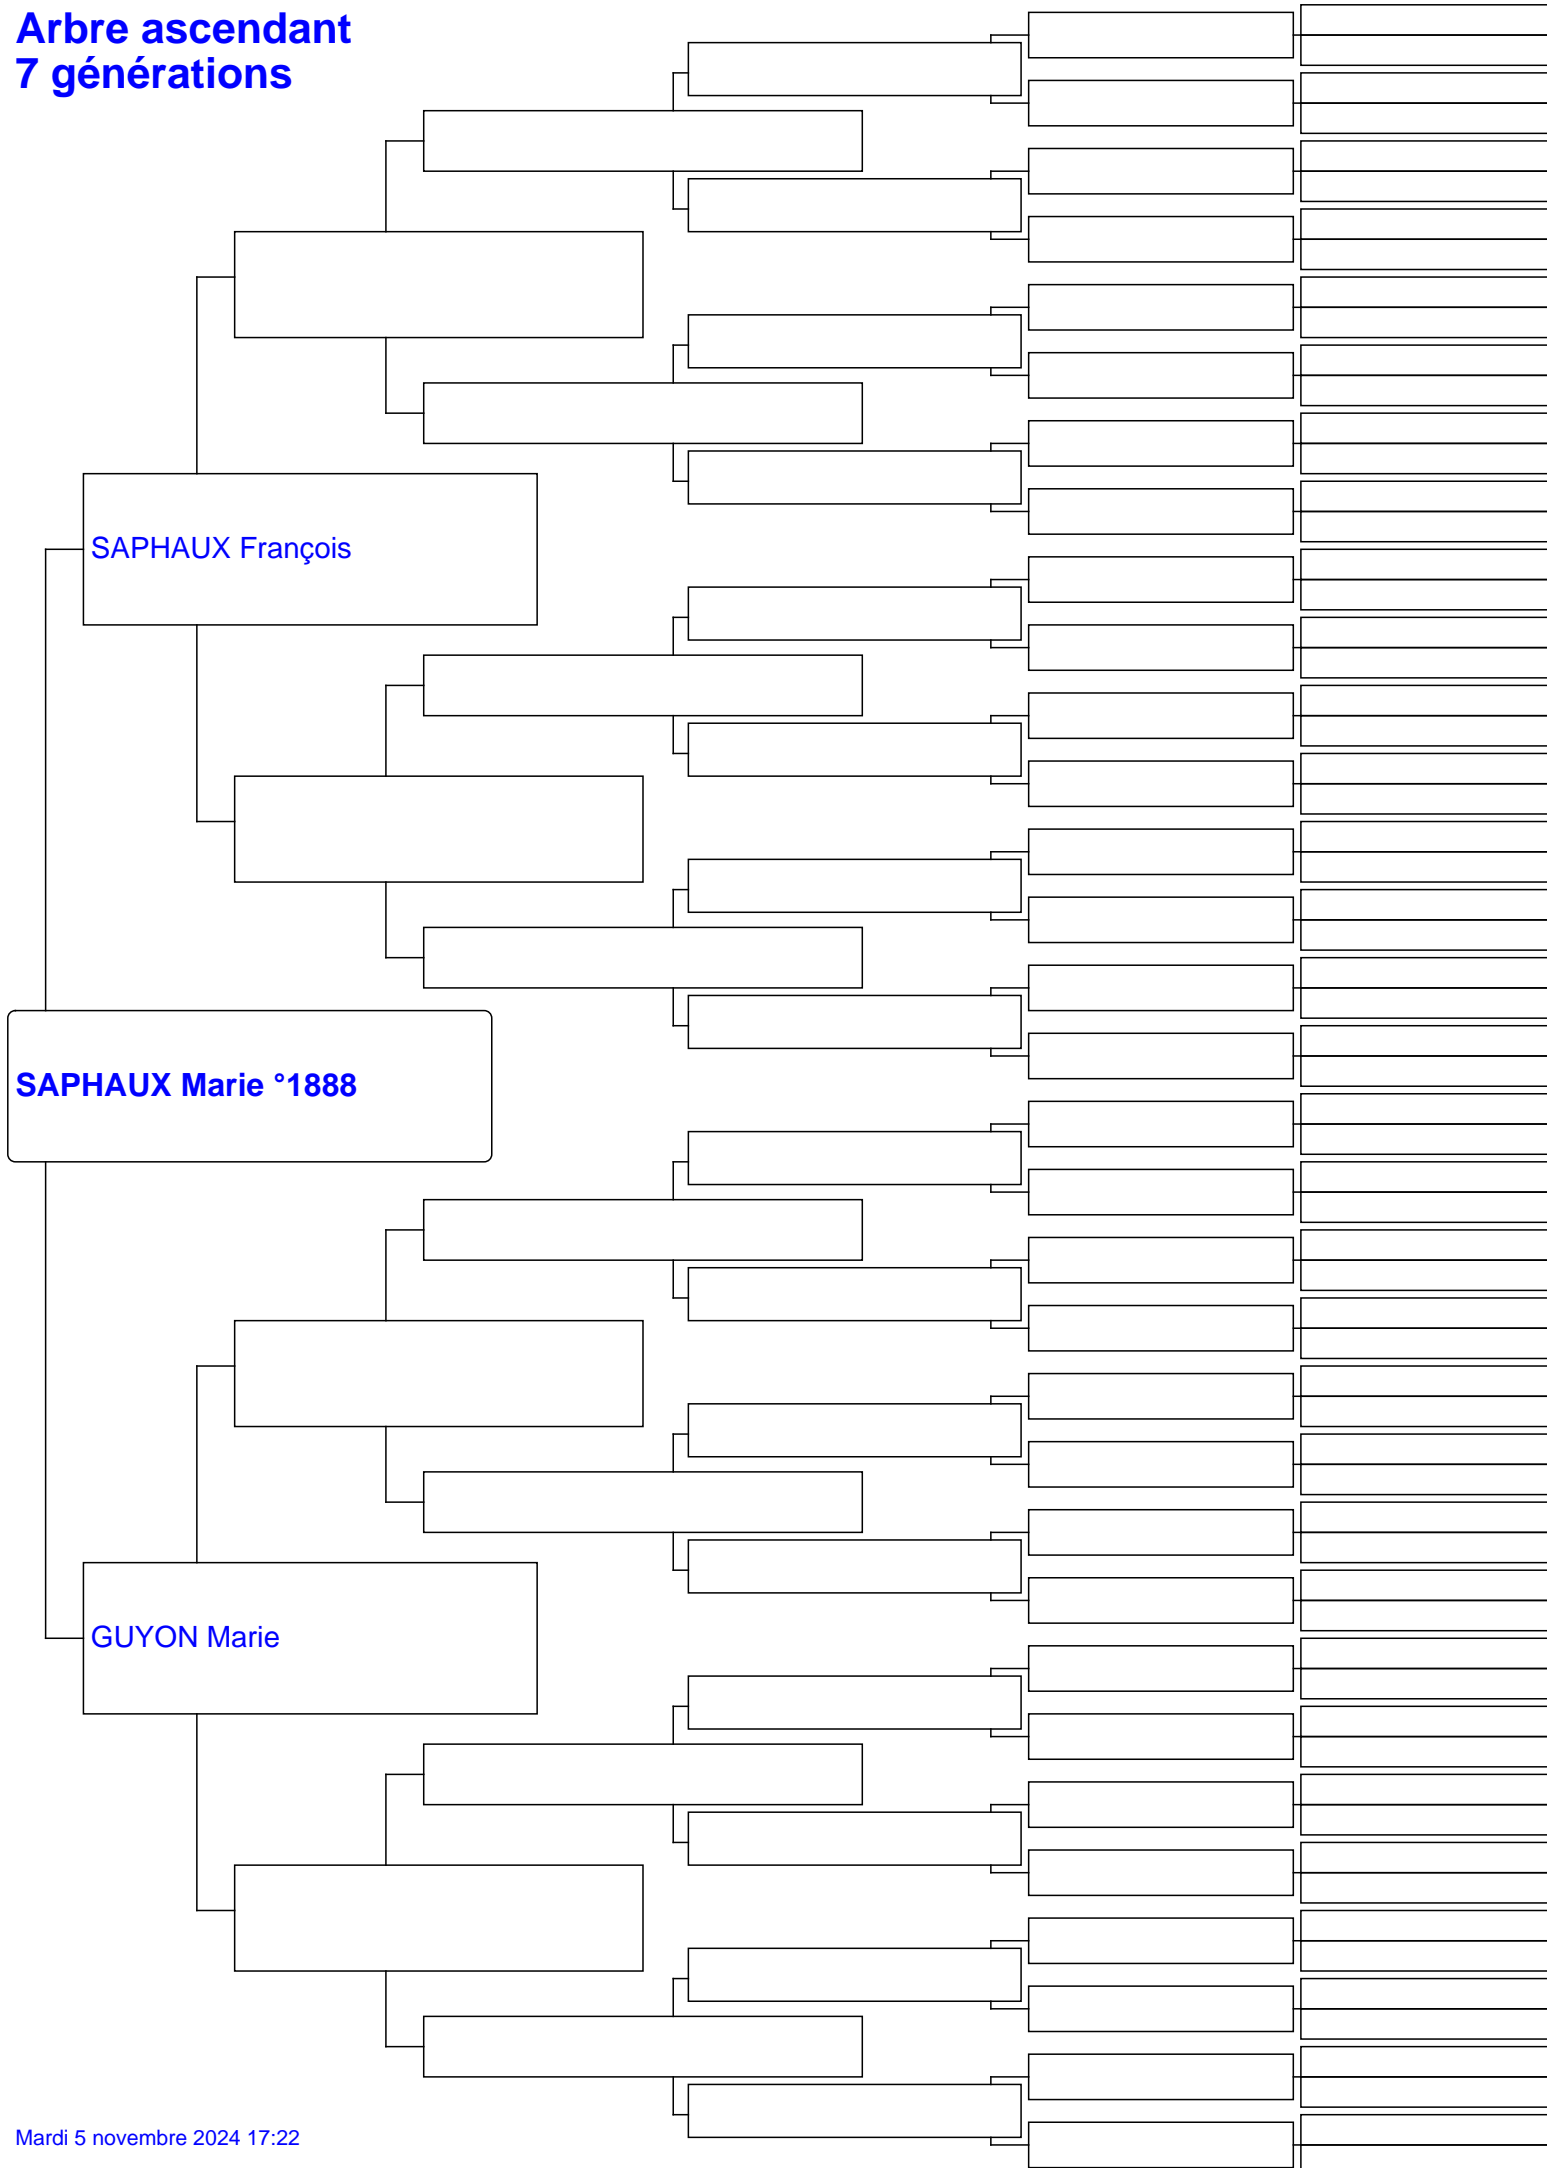 Arbre ascendant
7 générations
SAPHAUX François
SAPHAUX Marie °1888
GUYON Marie
Mardi 5 novembre 2024 17:22